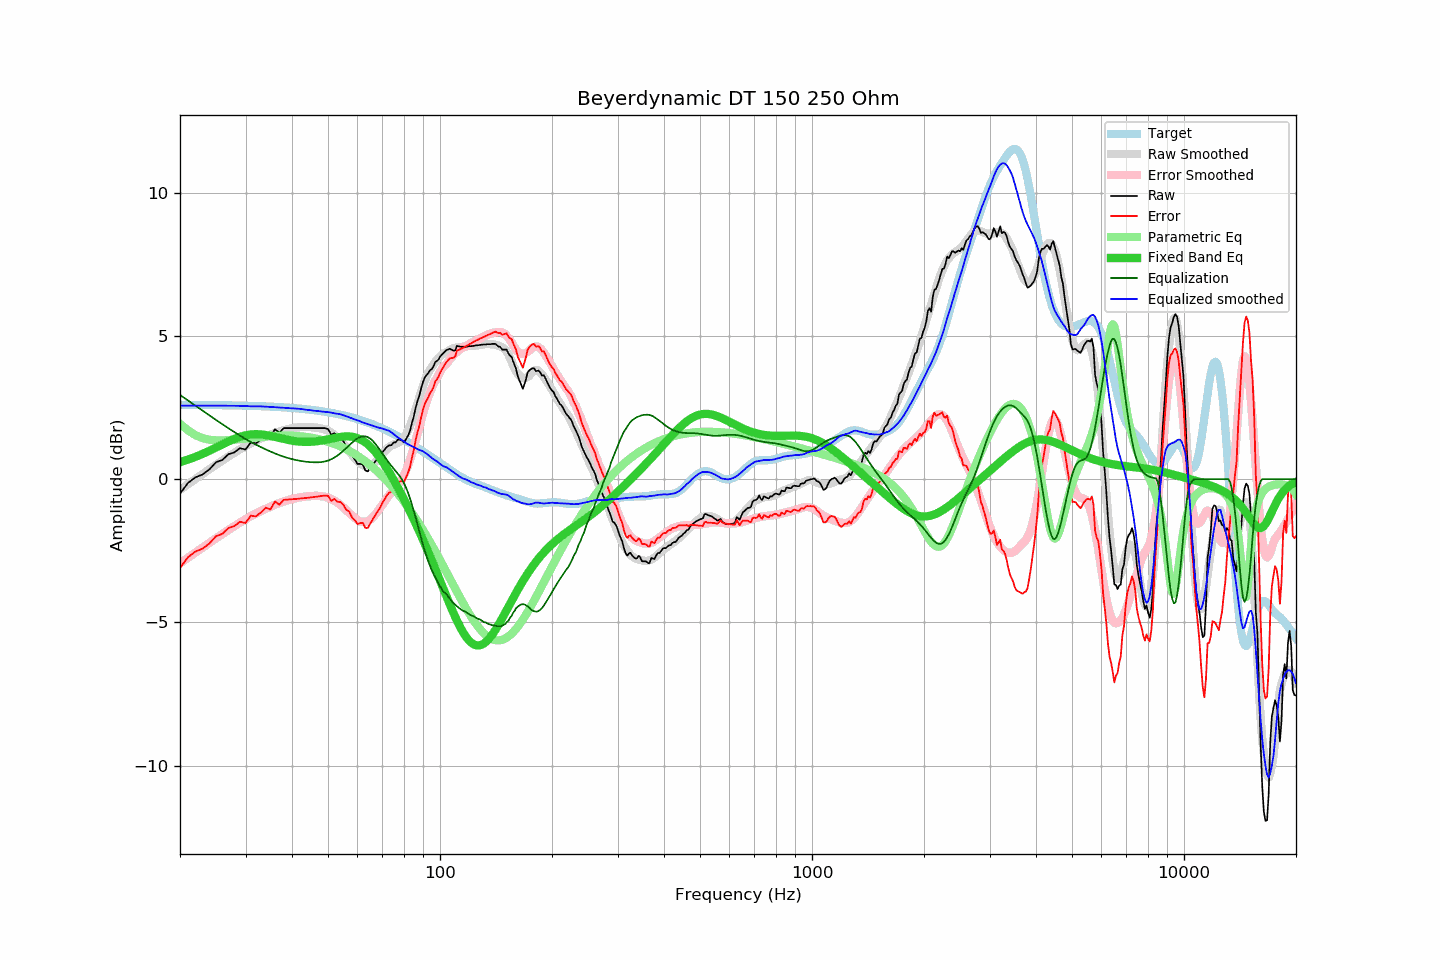 Beyerdynamic DT 150 250 Ohm
Target
Raw Smoothed
Error Smoothed
Raw
Error
Parametric Eq
Fixed Band Eq
Equalization
Equalized smoothed
10
5
0
−5
−10
Amplitude (dBr)
100
1000
10000
Frequency (Hz)